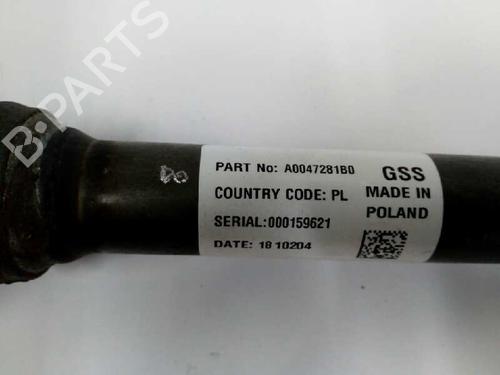 B-PARTS
PART No: A0047281B0
COUNTRY CODE: PL
SERIAL:000159621
DATE: 18 10204
GSS
MADE IN
POLAND